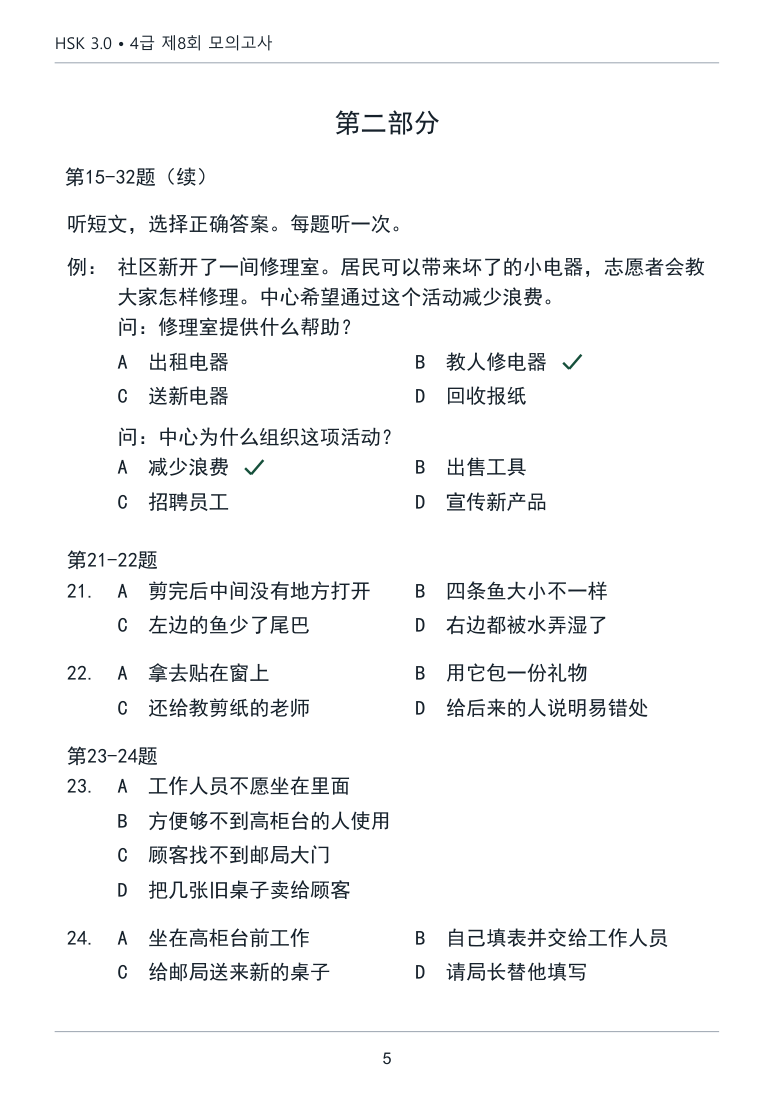 HSK 3.0 • 4급 제8회 모의고사
第二部分
第15-32题（续）
听短文，选择正确答案。每题听一次。
例： 社区新开了一间修理室。居民可以带来坏了的小电器，志愿者会教
大家怎样修理。中心希望通过这个活动减少浪费。
问：修理室提供什么帮助？
A 出租电器 B 教人修电器 ✓
C 送新电器 D 回收报纸
问：中心为什么组织这项活动？
A 减少浪费 ✓ B 出售工具
C 招聘员工 D 宣传新产品
第21-22题
21. A 剪完后中间没有地方打开 B 四条鱼大小不一样
C 左边的鱼少了尾巴 D 右边都被水弄湿了
22. A 拿去贴在窗上 B 用它包一份礼物
C 还给教剪纸的老师 D 给后来的人说明易错处
第23-24题
23. A 工作人员不愿坐在里面
B 方便够不到高柜台的人使用
C 顾客找不到邮局大门
D 把几张旧桌子卖给顾客
24. A 坐在高柜台前工作 B 自己填表并交给工作人员
C 给邮局送来新的桌子 D 请局长替他填写
5